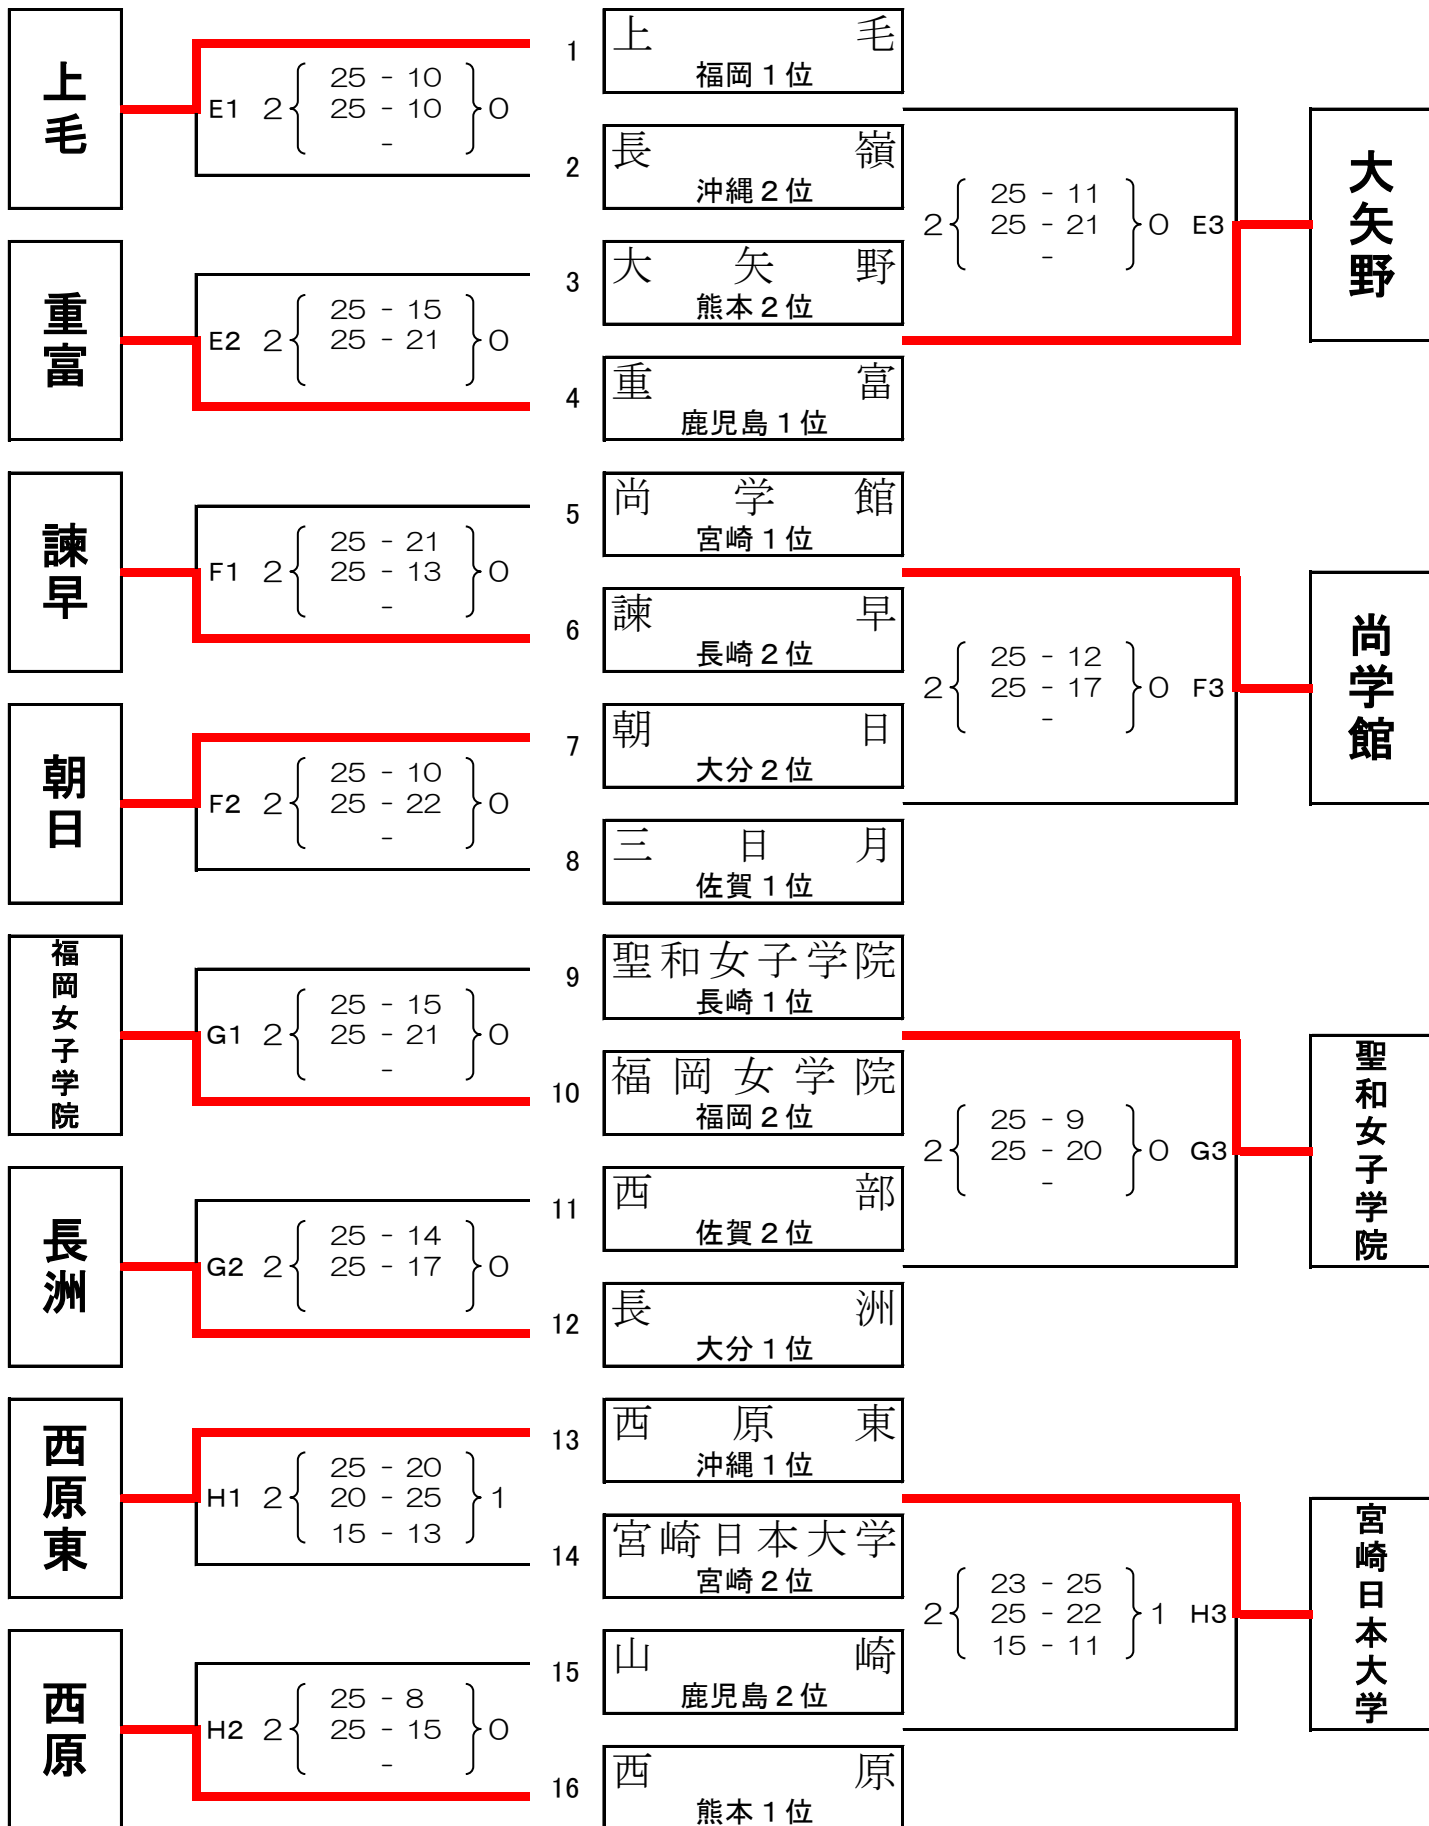 上毛
E1 2 25 - 10 0
25 - 10
-
重富
E2 2 25 - 15 0
25 - 21
諫早
F1 2 25 - 21 0
25 - 13
-
朝日
F2 2 25 - 10 0
25 - 22
-
福岡女子学院
G1 2 25 - 15 0
25 - 21
-
長洲
G2 2 25 - 14 0
25 - 17
西原東
H1 2 25 - 20 1
20 - 25
15 - 13
西原
H2 2 25 - 8 0
25 - 15
-
1 上毛
福岡1位
2 長嶺
沖縄2位
3 大矢野
熊本2位
4 重富
鹿児島1位
5 尚学館
宮崎1位
6 諫早
長崎2位
7 朝日
大分2位
8 三日月
佐賀1位
9 聖和女子学院
長崎1位
10 福岡女学院
福岡2位
11 西部
佐賀2位
12 長洲
大分1位
13 西原東
沖縄1位
14 宮崎日本大学
宮崎2位
15 山崎
鹿児島2位
16 西原
熊本1位
2 25 - 11 0 E3
25 - 21
-
大矢野
2 25 - 12 0 F3
25 - 17
-
尚学館
2 25 - 9 0 G3
25 - 20
-
聖和女子学院
2 23 - 25 1 H3
25 - 22
15 - 11
宮崎日本大学